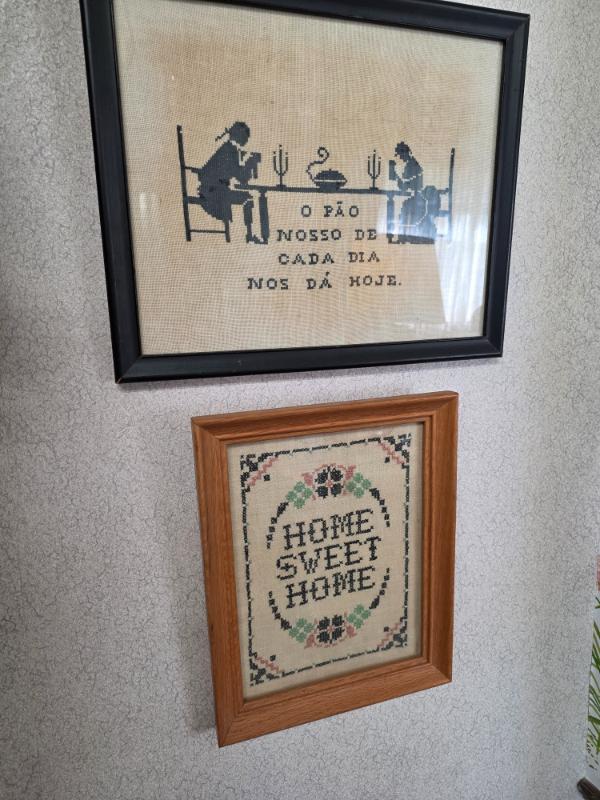 O PÃO
NOSSO DE
CADA DIA
NOS DÁ HOJE.
HOME
SWEET
HOME